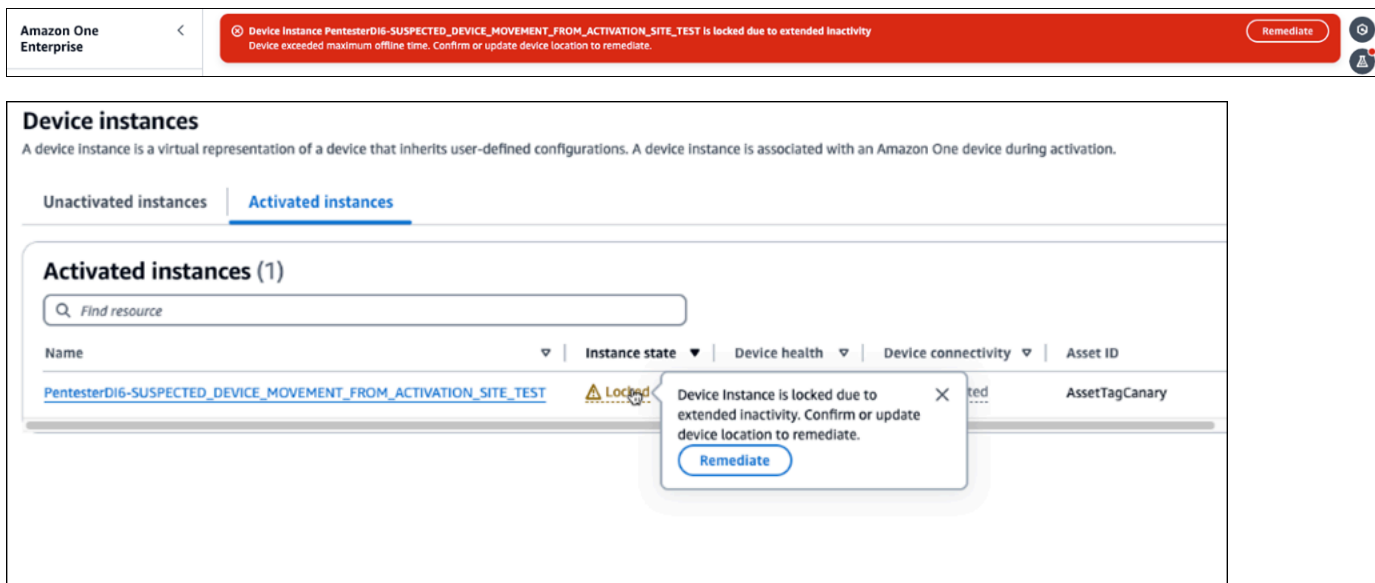 Amazon One
Enterprise
Device instance PentesterDI6-SUSPECTED_DEVICE_MOVEMENT_FROM_ACTIVATION_SITE_TEST is locked due to extended inactivity
Device exceeded maximum offline time. Confirm or update device location to remediate.
Remediate
Device instances
A device instance is a virtual representation of a device that inherits user-defined configurations. A device instance is associated with an Amazon One device during activation.
Unactivated instances Activated instances
Activated instances (1)
Find resource
Name Instance state Device health Device connectivity Asset ID
PentesterDI6-SUSPECTED_DEVICE_MOVEMENT_FROM_ACTIVATION_SITE_TEST Locked ted AssetTagCanary
Device Instance is locked due to
extended inactivity. Confirm or update
device location to remediate.
Remediate